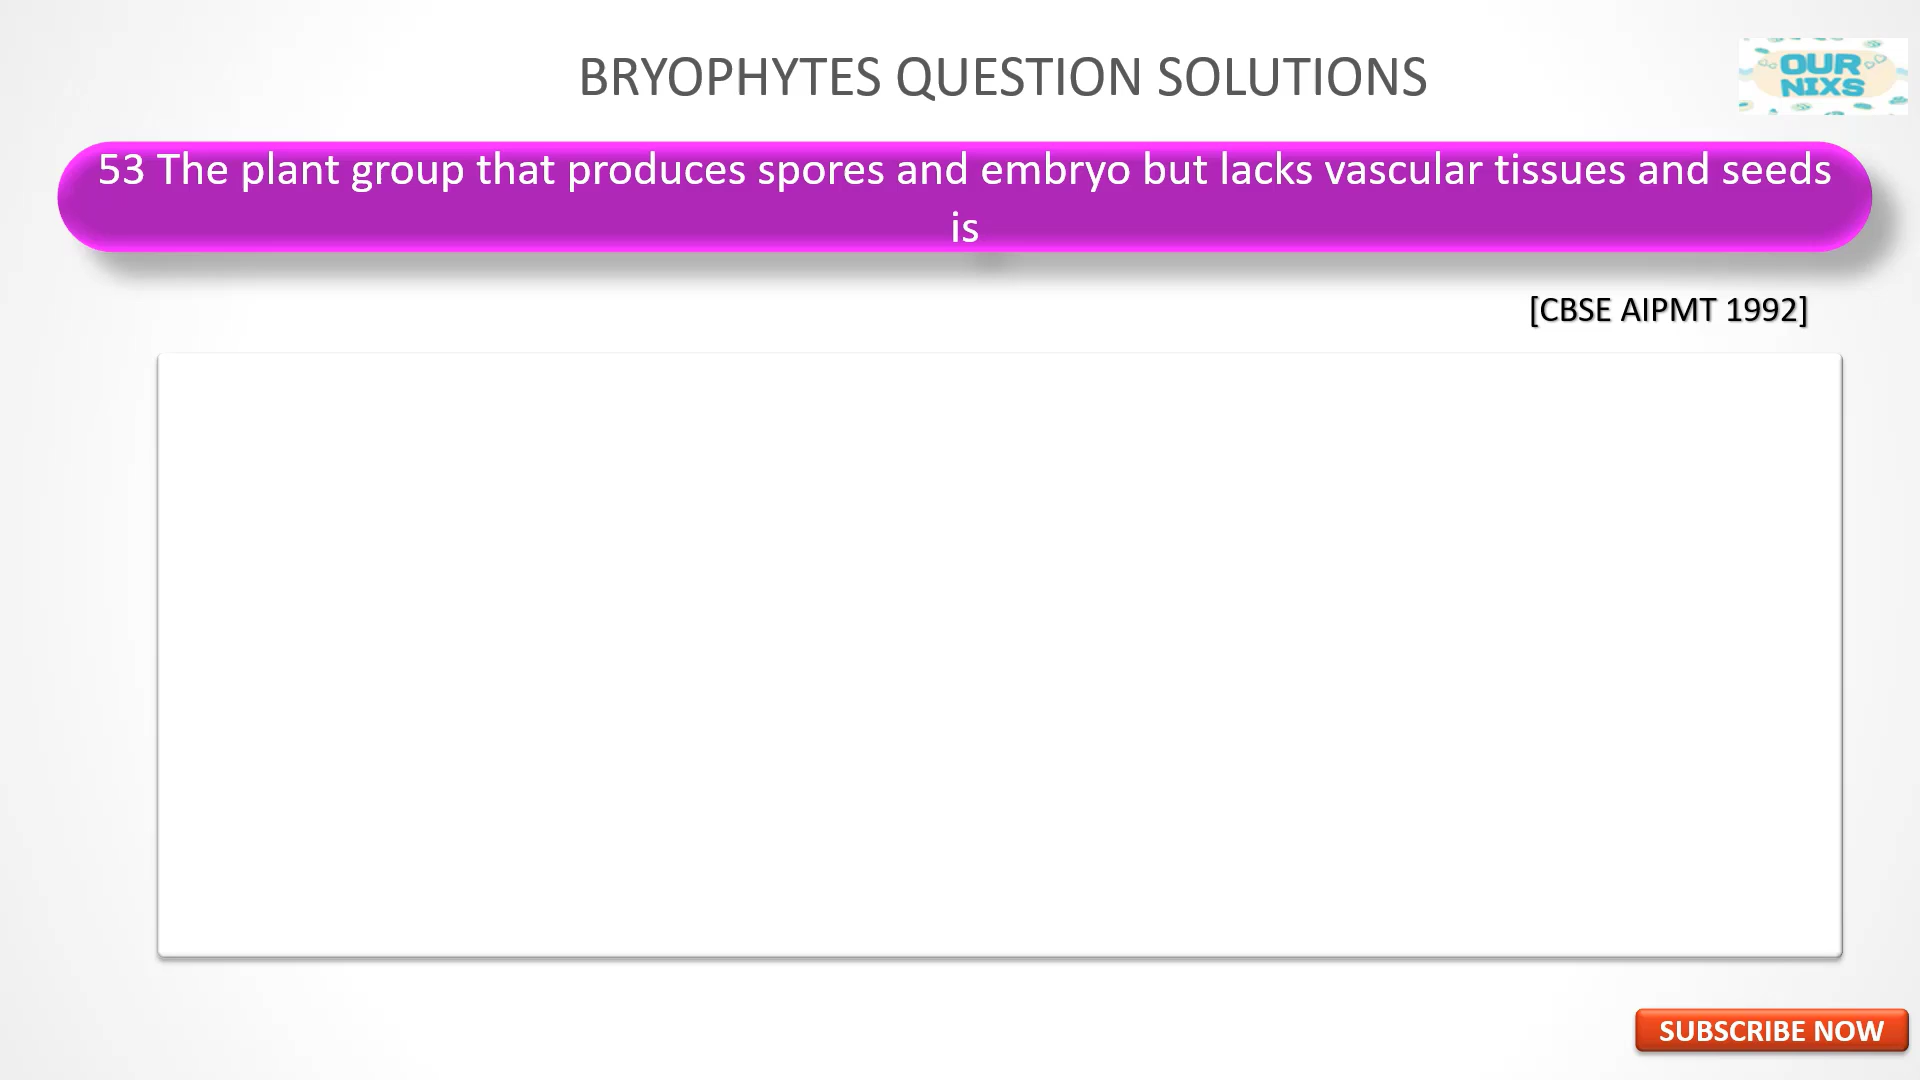 BRYOPHYTES QUESTION SOLUTIONS
OUR
NIXS
53 The plant group that produces spores and embryo but lacks vascular tissues and seeds
is
[CBSE AIPMT 1992]
SUBSCRIBE NOW